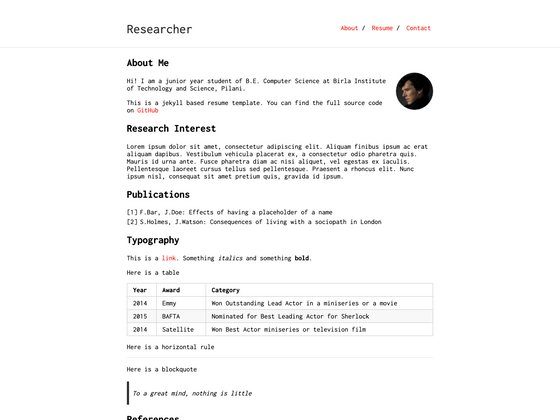 Researcher
About / Resume / Contact
About Me
Hi! I am a junior year student of B.E. Computer Science at Birla Institute
of Technology and Science, Pilani.
This is a jekyll based resume template. You can find the full source code
on GitHub
Research Interest
Lorem ipsum dolor sit amet, consectetur adipiscing elit. Aliquam finibus ipsum ac erat
aliquam dapibus. Vestibulum vehicula placerat ex, a consectetur odio pharetra quis.
Mauris id urna ante. Fusce pharetra diam ac nisi aliquet, vel egestas ex iaculis.
Pellentesque laoreet cursus tellus sed pellentesque. Praesent a rhoncus elit. Nunc
ipsum nisl, consequat sit amet pretium quis, gravida id ipsum.
Publications
[1] F.Bar, J.Doe: Effects of having a placeholder of a name
[2] S.Holmes, J.Watson: Consequences of living with a sociopath in London
Typography
This is a link. Something italics and something bold.
Here is a table
Year Award Category
2014 Emmy Won Outstanding Lead Actor in a miniseries or a movie
2015 BAFTA Nominated for Best Leading Actor for Sherlock
2014 Satellite Won Best Actor miniseries or television film
Here is a horizontal rule
Here is a blockquote
To a great mind, nothing is little
References